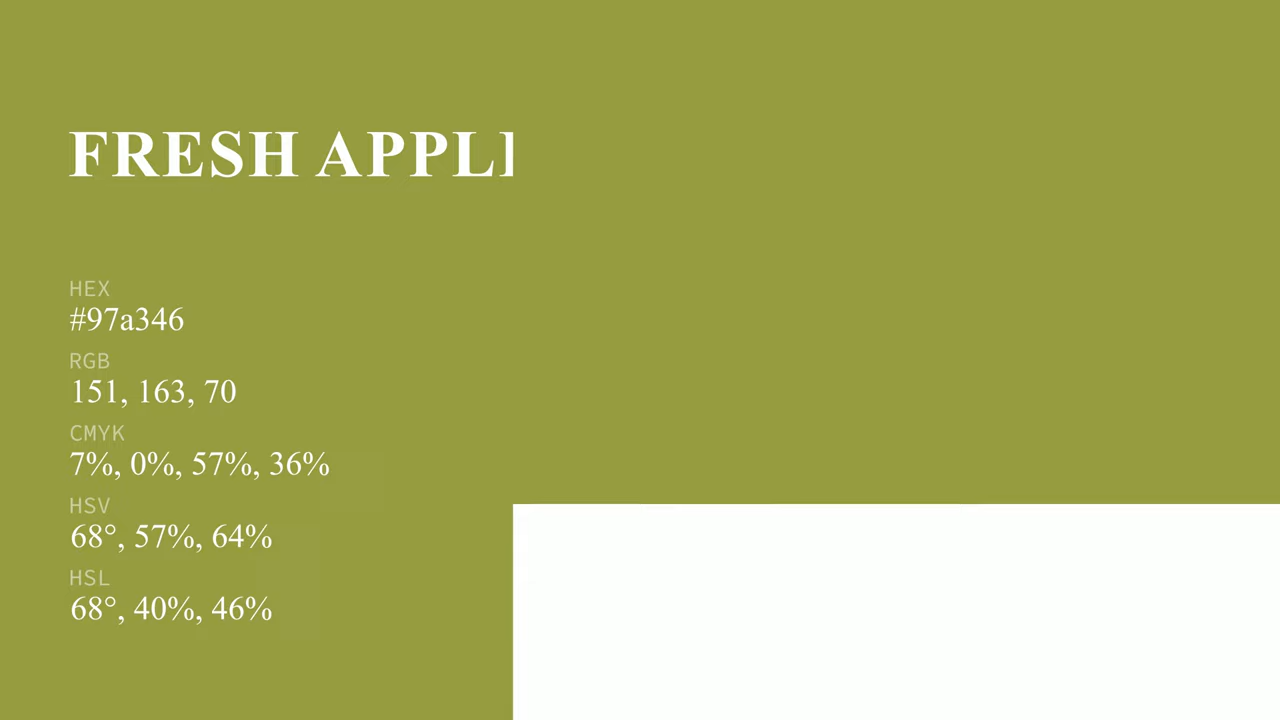 FRESH APPL
HEX
#97a346
RGB
151, 163, 70
CMYK
7%, 0%, 57%, 36%
HSV
68°, 57%, 64%
HSL
68°, 40%, 46%